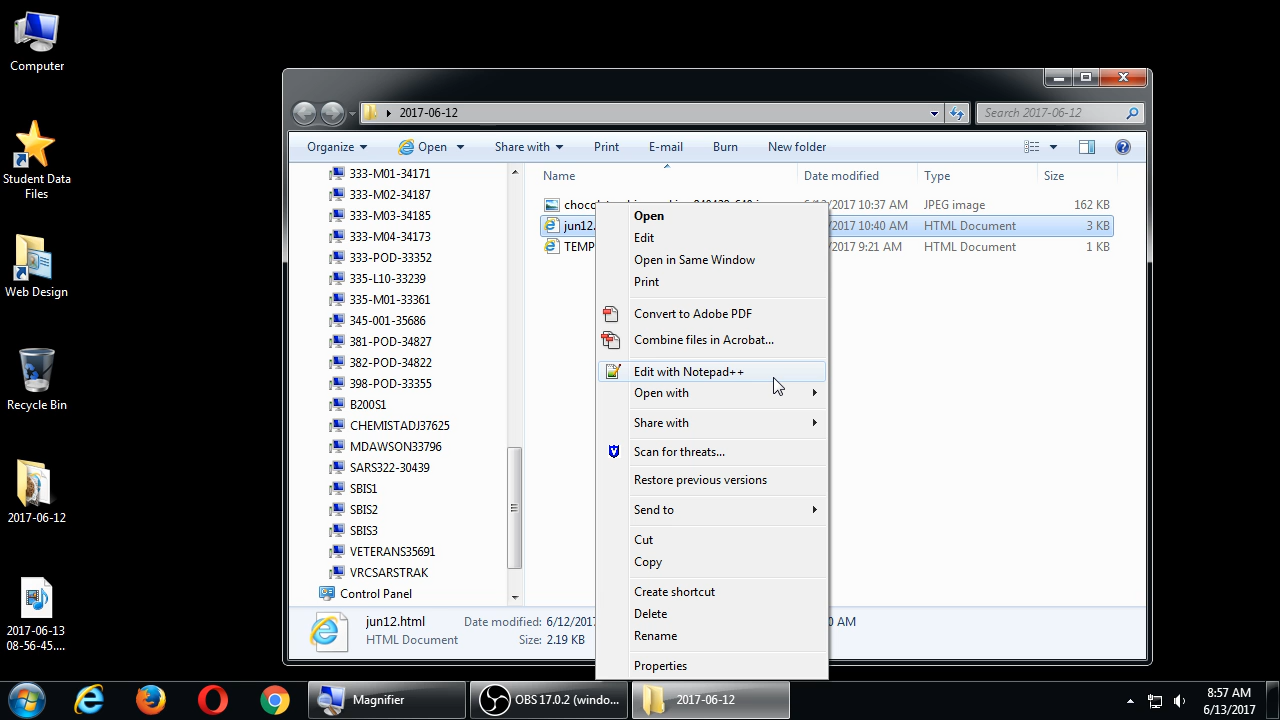 Computer
Student Data
Files
Web Design
Recycle Bin
2017-06-12
2017-06-13
08-56-45....
2017-06-12
Search 2017-06-12
Organize
Open
Share with
Print
E-mail
Burn
New folder
333-M01-34171
333-M02-34187
333-M03-34185
333-M04-34173
333-POD-33352
335-L10-33239
335-M01-33361
345-001-35686
381-POD-34827
382-POD-34822
398-POD-33355
B200S1
CHEMISTADJ37625
MDAWSON33796
SARS322-30439
SBIS1
SBIS2
SBIS3
VETERANS35691
VRCSARSTRAK
Control Panel
Name Date modified Type Size
10:37 AM JPEG image 162 KB
jun12. /2017 10:40 AM HTML Document 3 KB
TEMP /2017 9:21 AM HTML Document 1 KB
Open
Edit
Open in Same Window
Print
Convert to Adobe PDF
Combine files in Acrobat...
Edit with Notepad++
Open with
Share with
Scan for threats...
Restore previous versions
Send to
Cut
Copy
Create shortcut
Delete
Rename
Properties
jun12.html Date modified: 6/12/2017 0 AM
HTML Document Size: 2.19 KB
Magnifier
OBS 17.0.2 (windo...
2017-06-12
8:57 AM
6/13/2017